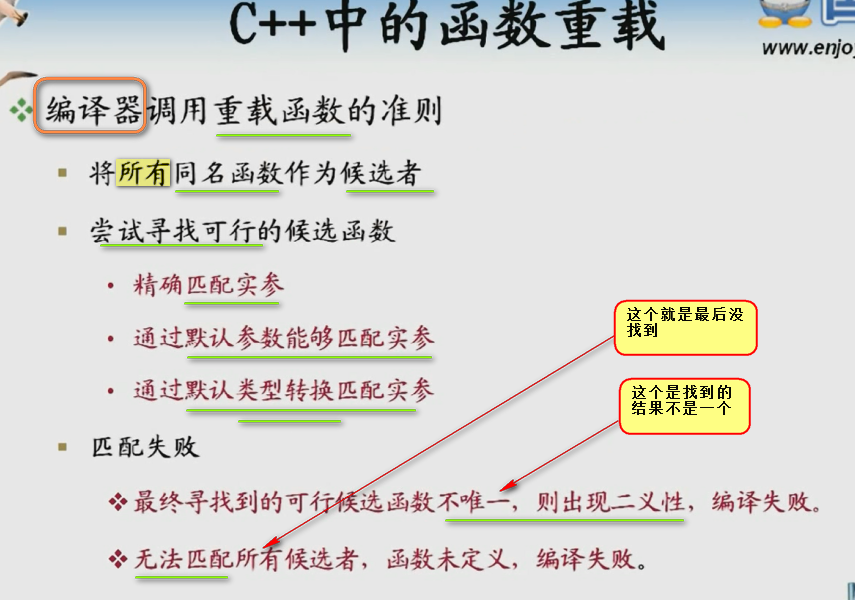 C++中的函数重载
www.enjo
编译器调用重载函数的准则
将所有同名函数作为候选者
尝试寻找可行的候选函数
精确匹配实参
通过默认参数能够匹配实参
通过默认类型转换匹配实参
匹配失败
最终寻找到的可行候选函数不唯一，则出现二义性，编译失败。
无法匹配所有候选者，函数未定义，编译失败。
这个就是最后没
找到
这个是找到的
结果不是一个